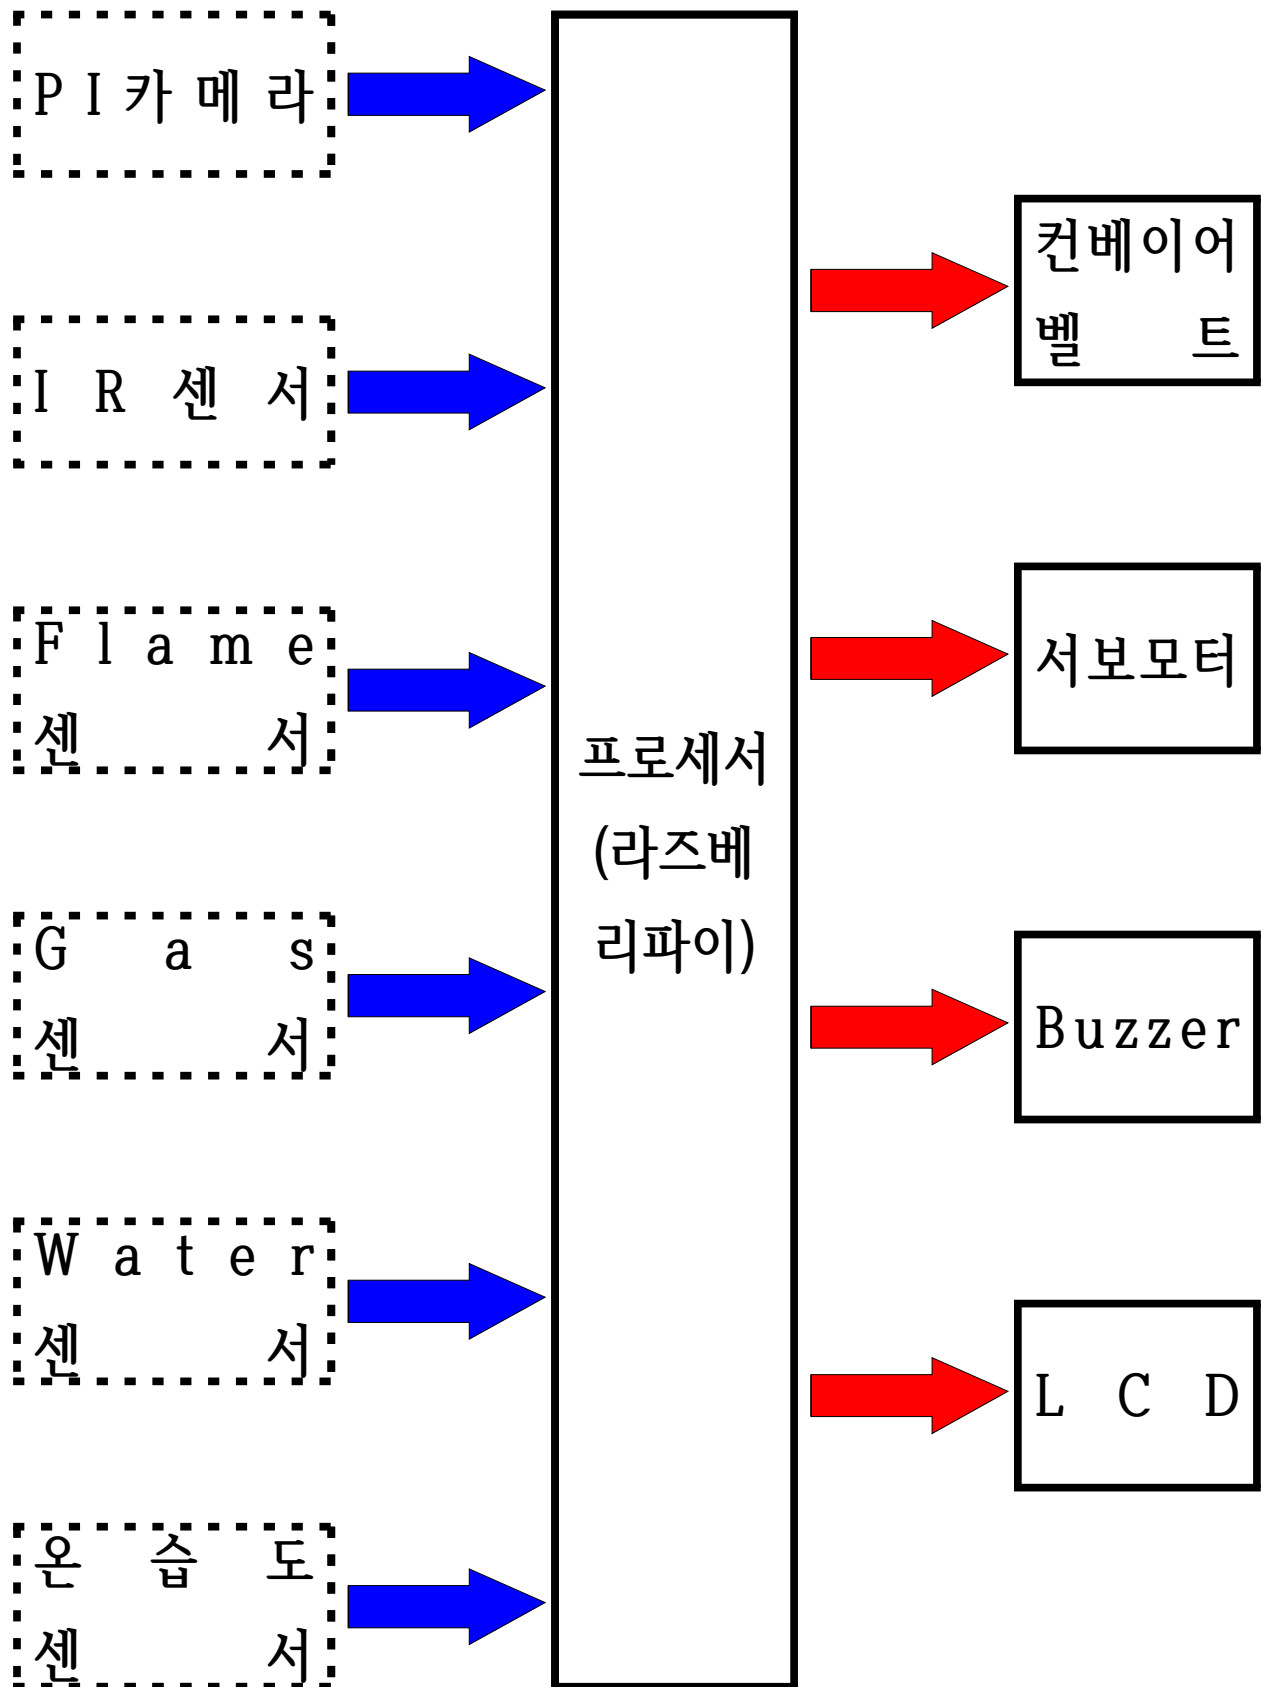 PI카메라
IR센서
Flame
센서
Gas
센서
Water
센서
온습도
센서
프로세서
(라즈베
리파이)
컨베이어
벨트
서보모터
Buzzer
LCD